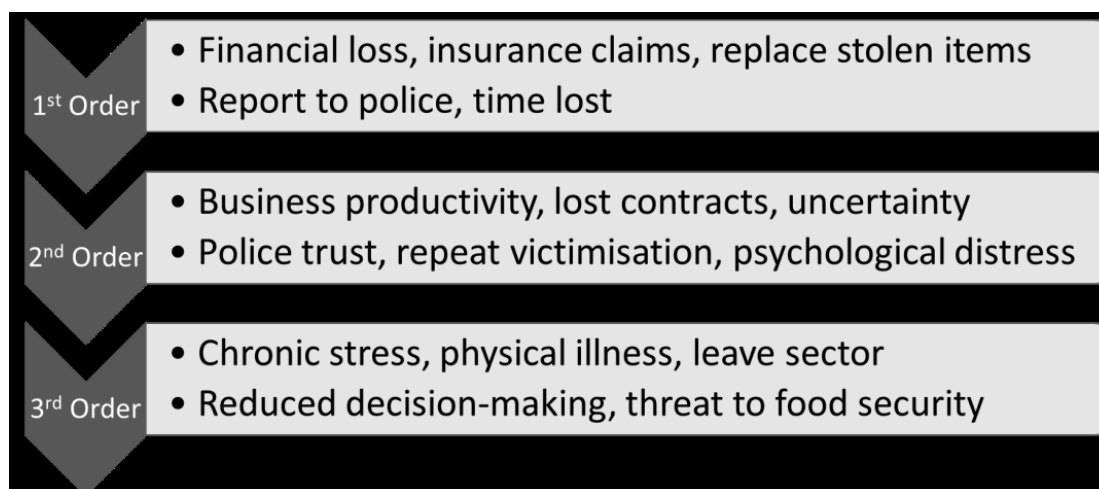 1st Order
• Financial loss, insurance claims, replace stolen items
• Report to police, time lost
2nd Order
• Business productivity, lost contracts, uncertainty
• Police trust, repeat victimisation, psychological distress
3rd Order
• Chronic stress, physical illness, leave sector
• Reduced decision-making, threat to food security